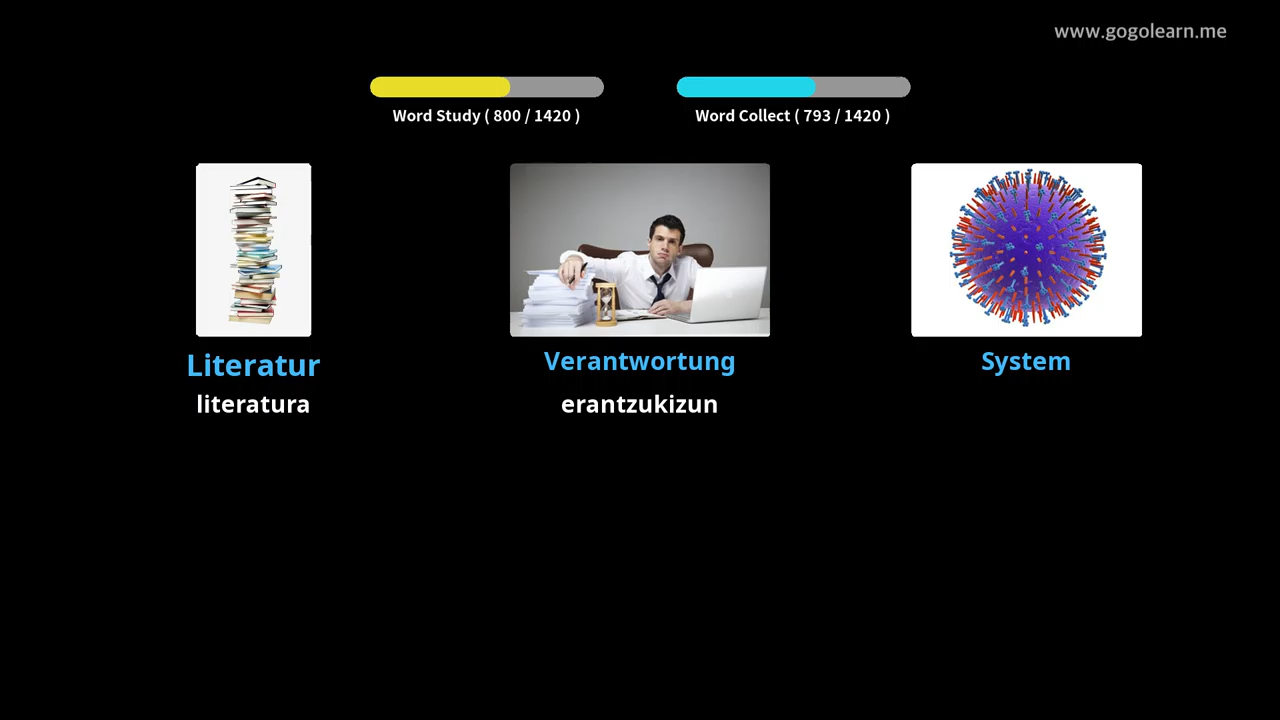 www.gogolearn.me
Word Study ( 800 / 1420 )
Word Collect ( 793 / 1420 )
Literatur
literatura
Verantwortung
erantzukizun
System